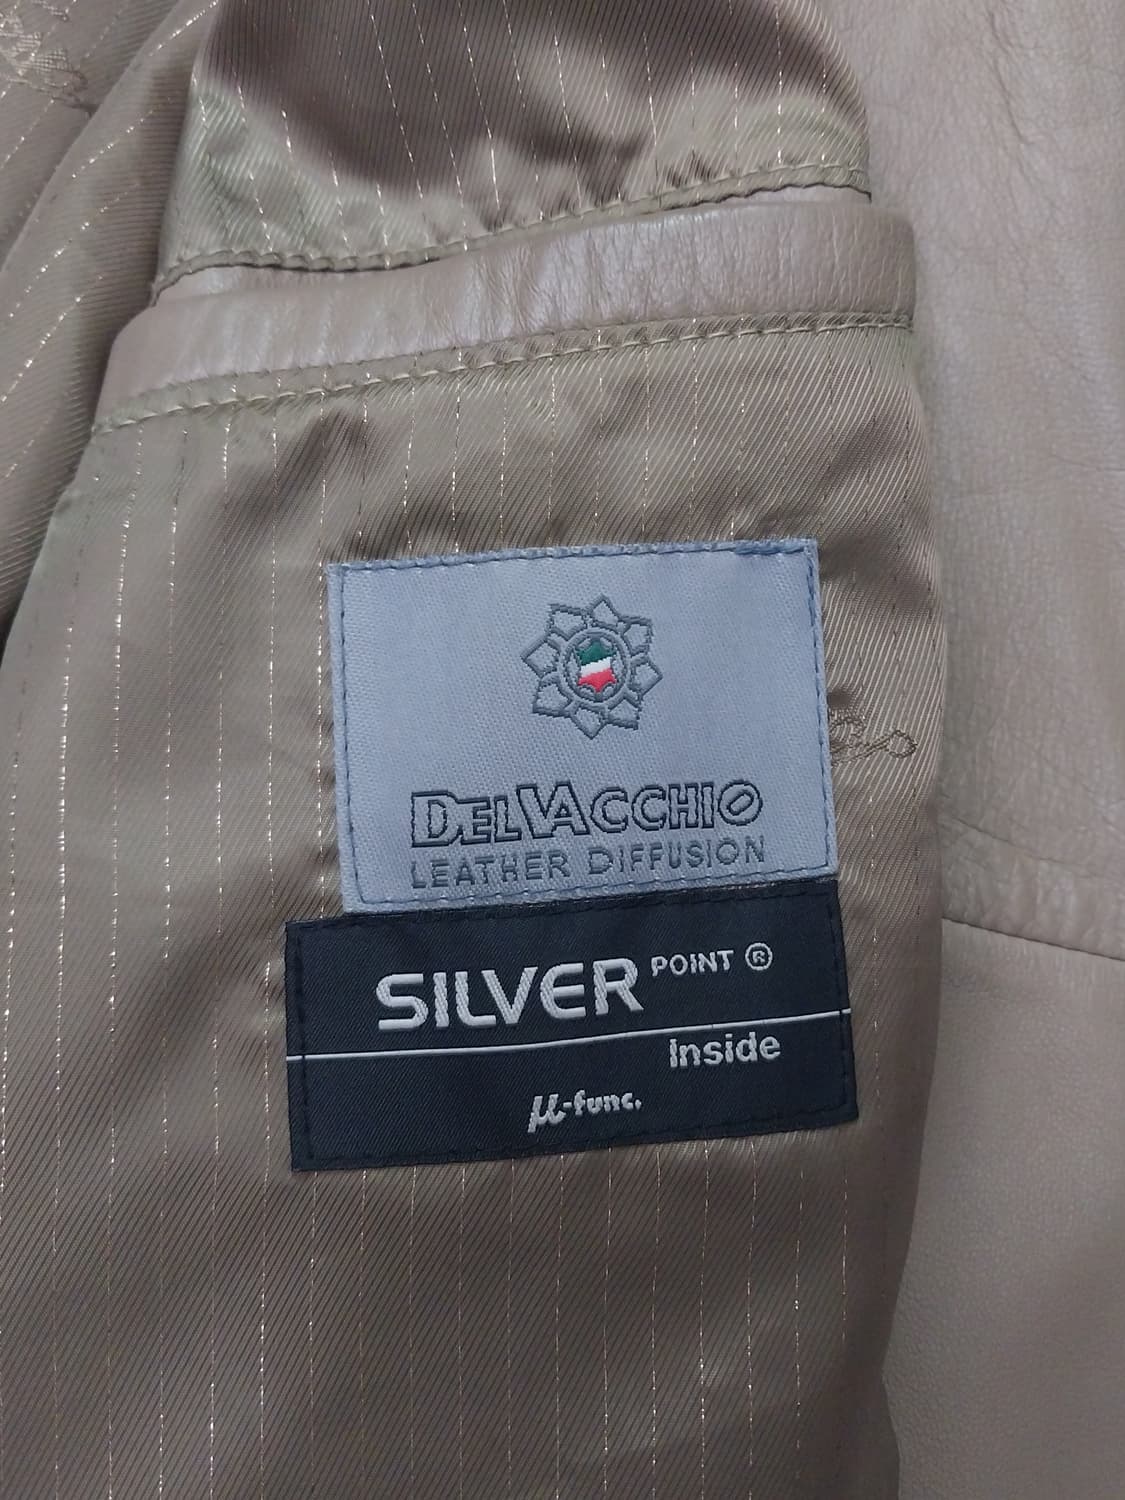 DELVACCHIO
LEATHER DIFFUSION
SILVER POINT ®
Inside
μ-func.